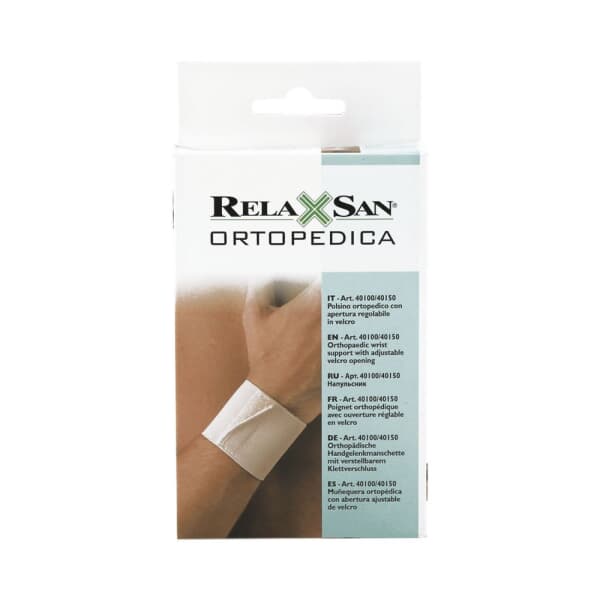 RELAXSAN®
ORTOPEDICA
IT - Art. 40100/40150
Polsino ortopedico con
apertura regolabile
in velcro
EN - Art. 40100/40150
Orthopaedic wrist
support with adjustable
velcro opening
RU - Арт. 40100/40150
Напульсник
FR - Art. 40100/40150
Poignet orthopédique
avec ouverture réglable
en velcro
DE - Art. 40100/40150
Orthopädische
Handgelenkmanschette
mit verstellbarem
Klettverschluss
ES - Art. 40100/40150
Muñequera ortopédica
con abertura ajustable
de velcro